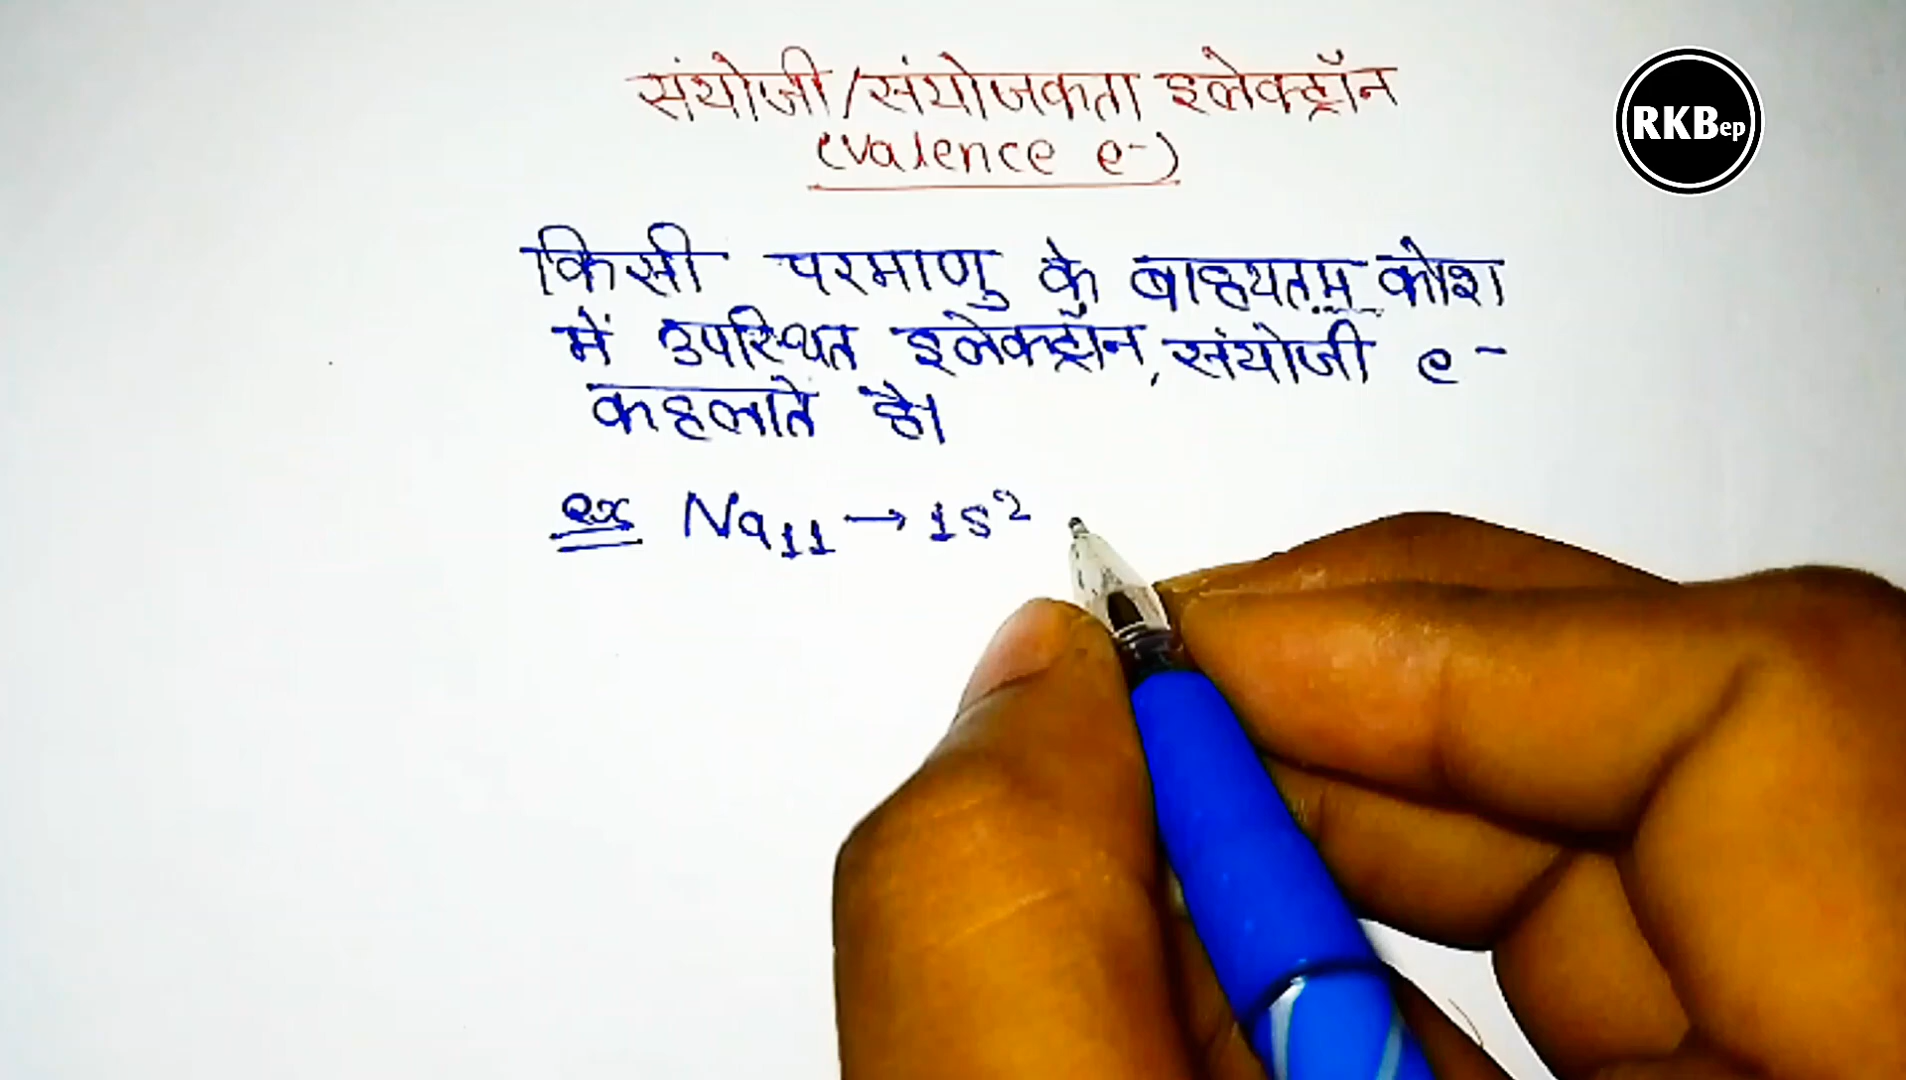 संयोजी/संयोजकता इलेक्ट्रॉन
(valence e⁻)
RKBep
किसी परमाणु के बाह्यतम कोश
में उपस्थित इलेक्ट्रॉन, संयोजी e⁻
कहलाते है।
ex Na₁₁ → 1s²